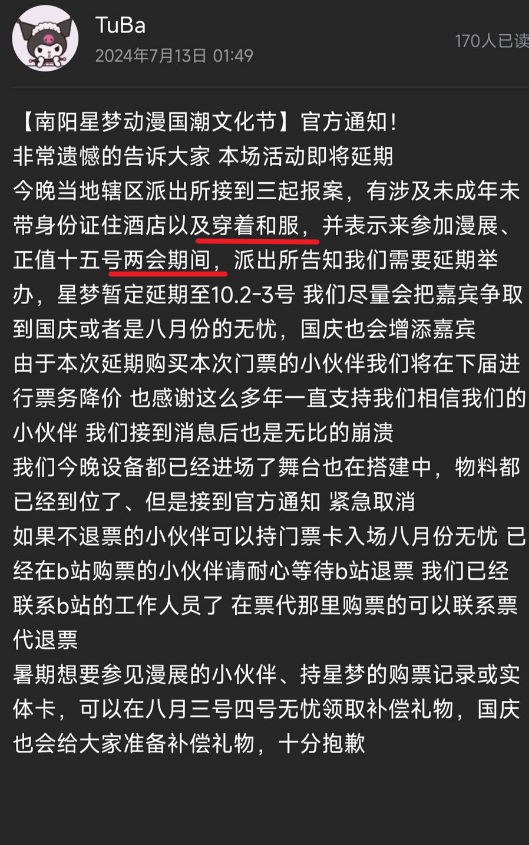 TuBa
2024年7月13日 01:49
170人已读
【南阳星梦动漫国潮文化节】官方通知！
非常遗憾的告诉大家 本场活动即将延期
今晚当地辖区派出所接到三起报案，有涉及未成年未
带身份证住酒店以及穿着和服，并表示来参加漫展、
正值十五号两会期间，派出所告知我们需要延期举
办，星梦暂定延期至10.2-3号 我们尽量会把嘉宾争取
到国庆或者是八月份的无忧，国庆也会增添嘉宾
由于本次延期购买本次门票的小伙伴我们将在下届进
行票务降价 也感谢这么多年一直支持我们相信我们的
小伙伴 我们接到消息后也是无比的崩溃
我们今晚设备都已经进场了舞台也在搭建中，物料都
已经到位了、但是接到官方通知 紧急取消
如果不退票的小伙伴可以持门票卡入场八月份无忧 已
经在b站购票的小伙伴请耐心等待b站退票 我们已经
联系b站的工作人员了 在票代那里购票的可以联系票
代退票
暑期想要参见漫展的小伙伴、持星梦的购票记录或实
体卡，可以在八月三号四号无忧领取补偿礼物，国庆
也会给大家准备补偿礼物，十分抱歉